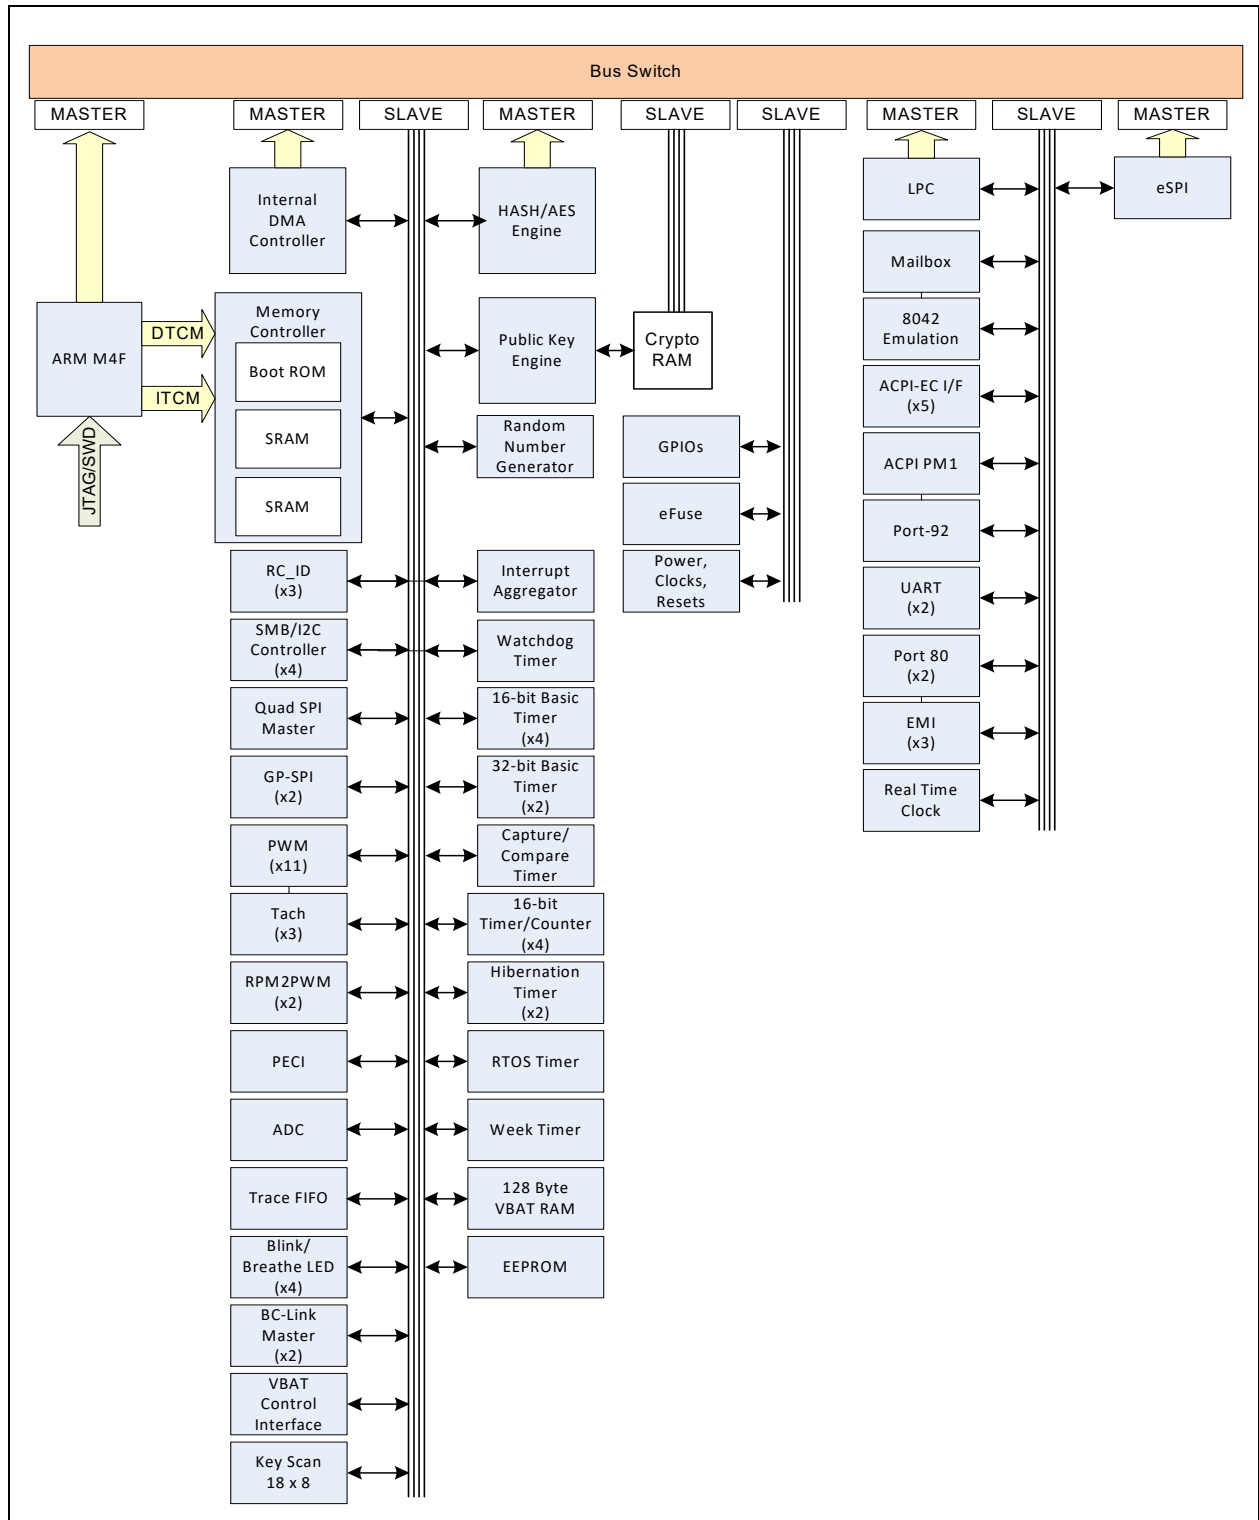 Bus Switch
MASTER
MASTER
SLAVE
MASTER
SLAVE
SLAVE
MASTER
SLAVE
MASTER
ARM M4F
JTAG/SWD
DTCM
ITCM
Internal
DMA
Controller
Memory
Controller
Boot ROM
SRAM
SRAM
RC_ID
(x3)
SMB/I2C
Controller
(x4)
Quad SPI
Master
GP-SPI
(x2)
PWM
(x11)
Tach
(x3)
RPM2PWM
(x2)
PECI
ADC
Trace FIFO
Blink/
Breathe LED
(x4)
BC-Link
Master
(x2)
VBAT
Control
Interface
Key Scan
18 x 8
HASH/AES
Engine
Public Key
Engine
Random
Number
Generator
Interrupt
Aggregator
Watchdog
Timer
16-bit Basic
Timer
(x4)
32-bit Basic
Timer
(x2)
Capture/
Compare
Timer
16-bit
Timer/Counter
(x4)
Hibernation
Timer
(x2)
RTOS Timer
Week Timer
128 Byte
VBAT RAM
EEPROM
Crypto
RAM
GPIOs
eFuse
Power,
Clocks,
Resets
LPC
Mailbox
8042
Emulation
ACPI-EC I/F
(x5)
ACPI PM1
Port-92
UART
(x2)
Port 80
(x2)
EMI
(x3)
Real Time
Clock
eSPI